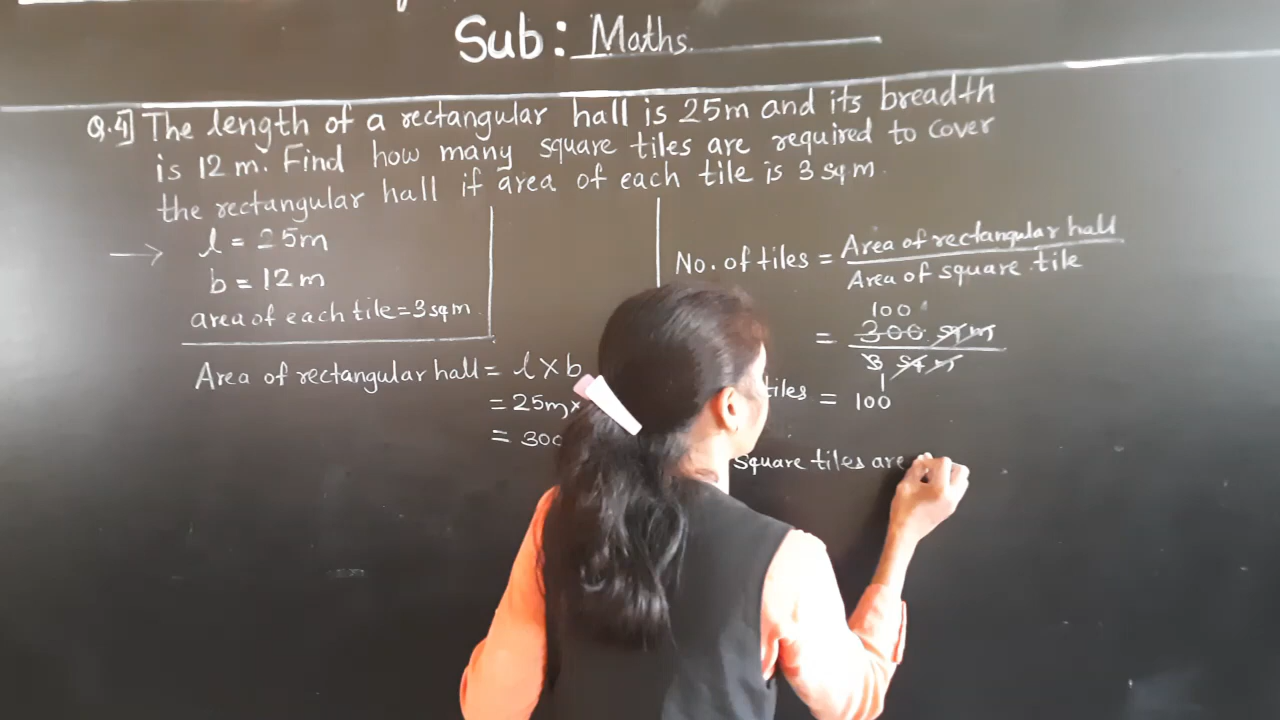 Sub: Maths.
Q.4] The length of a rectangular hall is 25m and its breadth
is 12 m. Find how many square tiles are required to cover
the rectangular hall if area of each tile is 3 sq m.
→ l = 25m
b = 12 m
area of each tile = 3 sq m
Area of rectangular hall = l × b
= 25m ×
= 300
No. of tiles = Area of rectangular hall
Area of square tile
100
= 300 sq m
3 sq m
1
tiles = 100
square tiles are